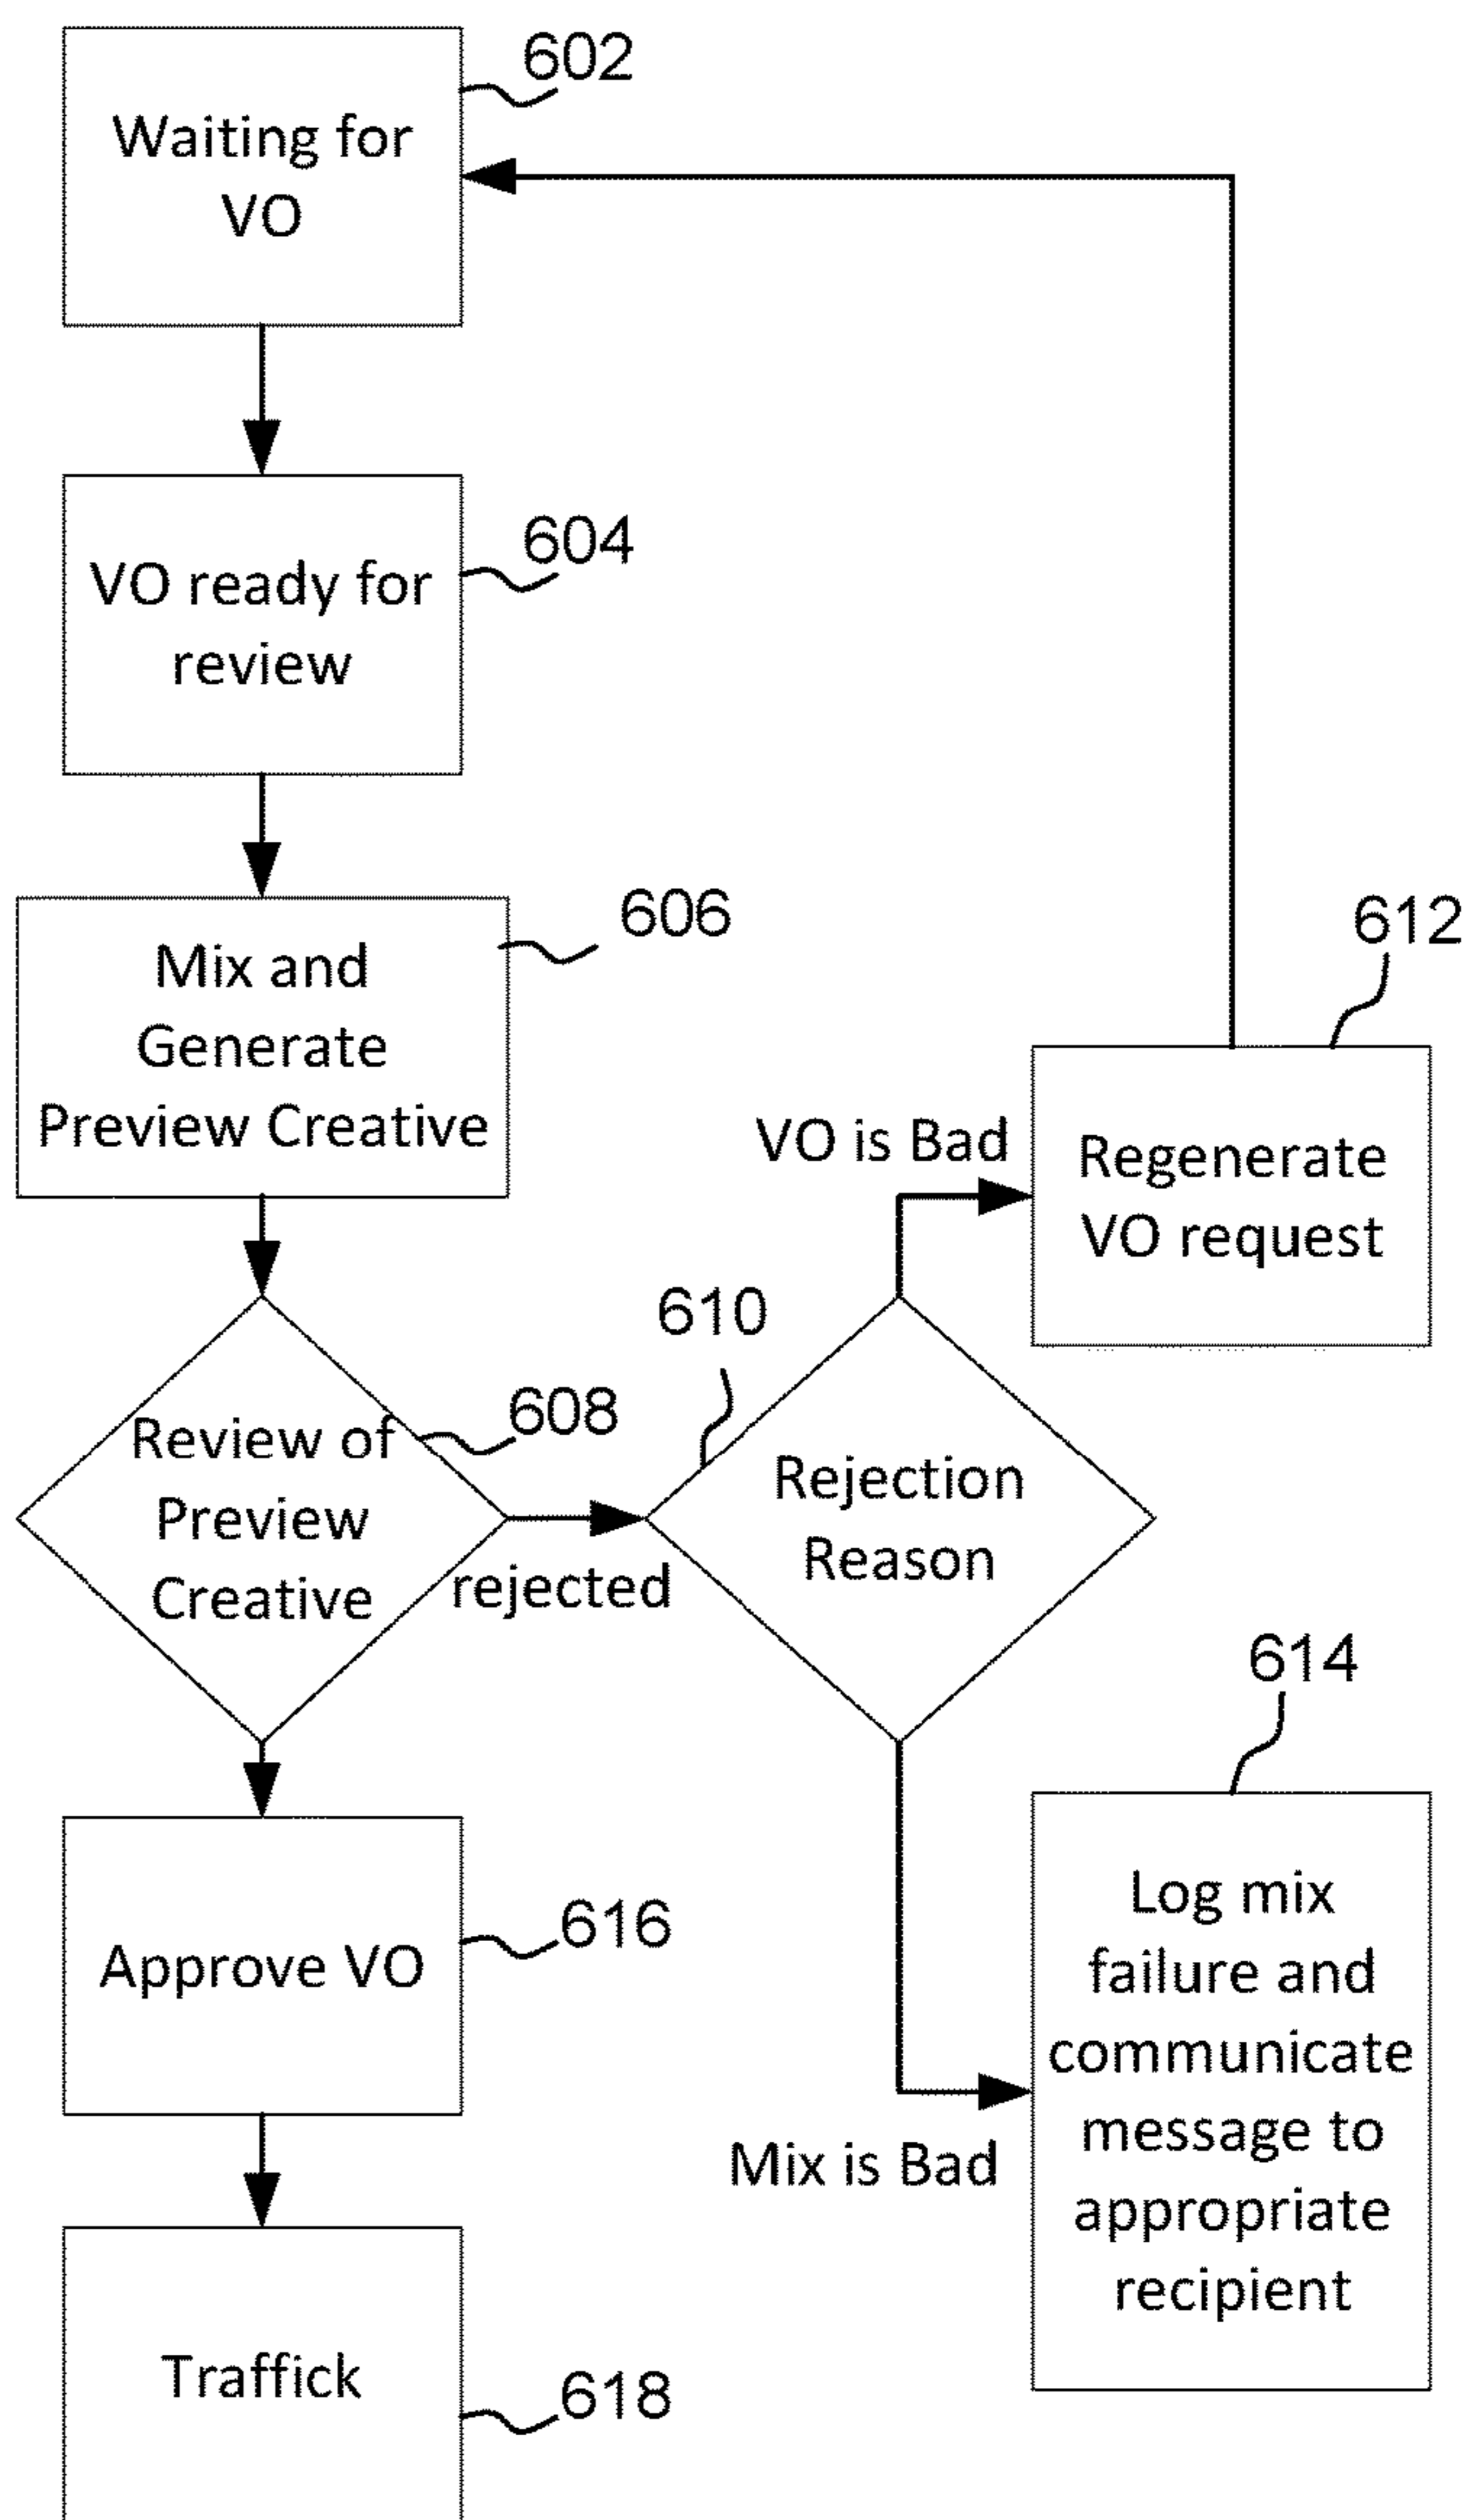 602
Waiting for
VO
604
VO ready for
review
606
Mix and
Generate
Preview Creative
612
VO is Bad
Regenerate
VO request
610
608
Review of
Preview
Creative
rejected
Rejection
Reason
614
616
Approve VO
Log mix
failure and
communicate
message to
appropriate
recipient
Mix is Bad
Traffick
618